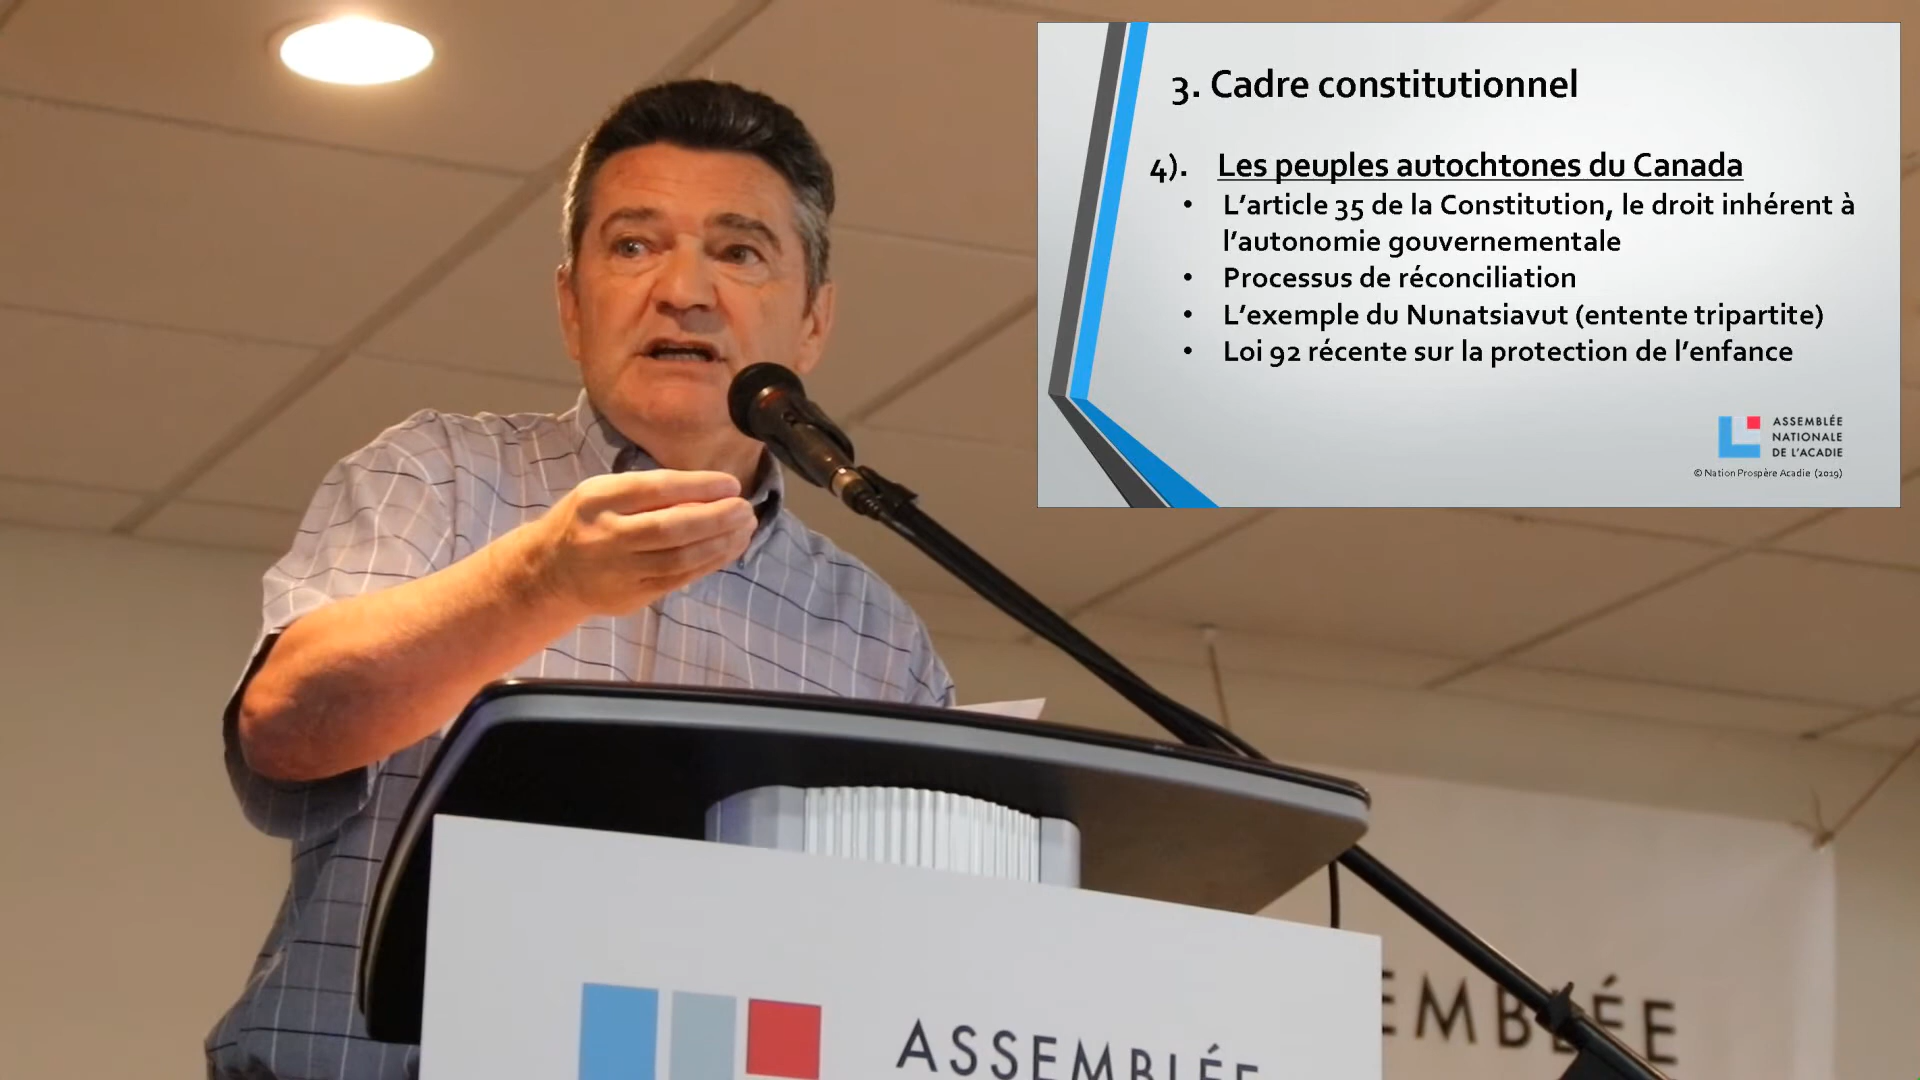 3. Cadre constitutionnel
4). Les peuples autochtones du Canada
• L’article 35 de la Constitution, le droit inhérent à
l’autonomie gouvernementale
• Processus de réconciliation
• L’exemple du Nunatsiavut (entente tripartite)
• Loi 92 récente sur la protection de l’enfance
ASSEMBLÉE
NATIONALE
DE L’ACADIE
© Nation Prospère Acadie (2019)
EMBLÉE
ASSEMBLÉE